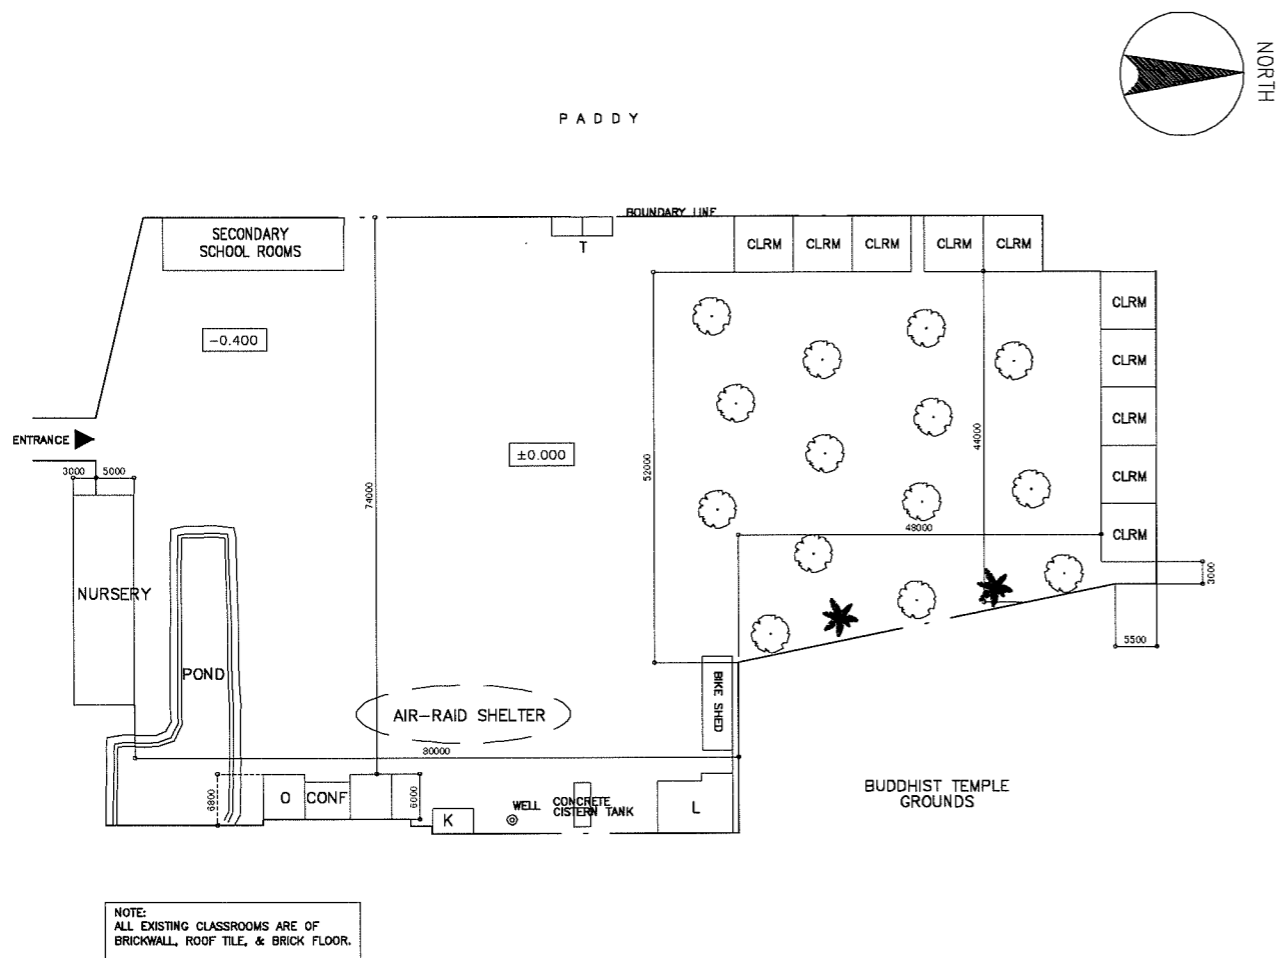 NORTH
PADDY
BOUNDARY LINE
SECONDARY
SCHOOL ROOMS
T
CLRM
CLRM
CLRM
CLRM
CLRM
CLRM
CLRM
CLRM
CLRM
CLRM
-0.400
±0.000
ENTRANCE
3000
5000
74000
52000
44000
48000
3000
5500
NURSERY
POND
AIR-RAID SHELTER
BIKE SHED
80000
6800
O
CONF
6000
K
WELL
CONCRETE
CISTERN TANK
L
BUDDHIST TEMPLE
GROUNDS
NOTE:
ALL EXISTING CLASSROOMS ARE OF
BRICKWALL, ROOF TILE, & BRICK FLOOR.